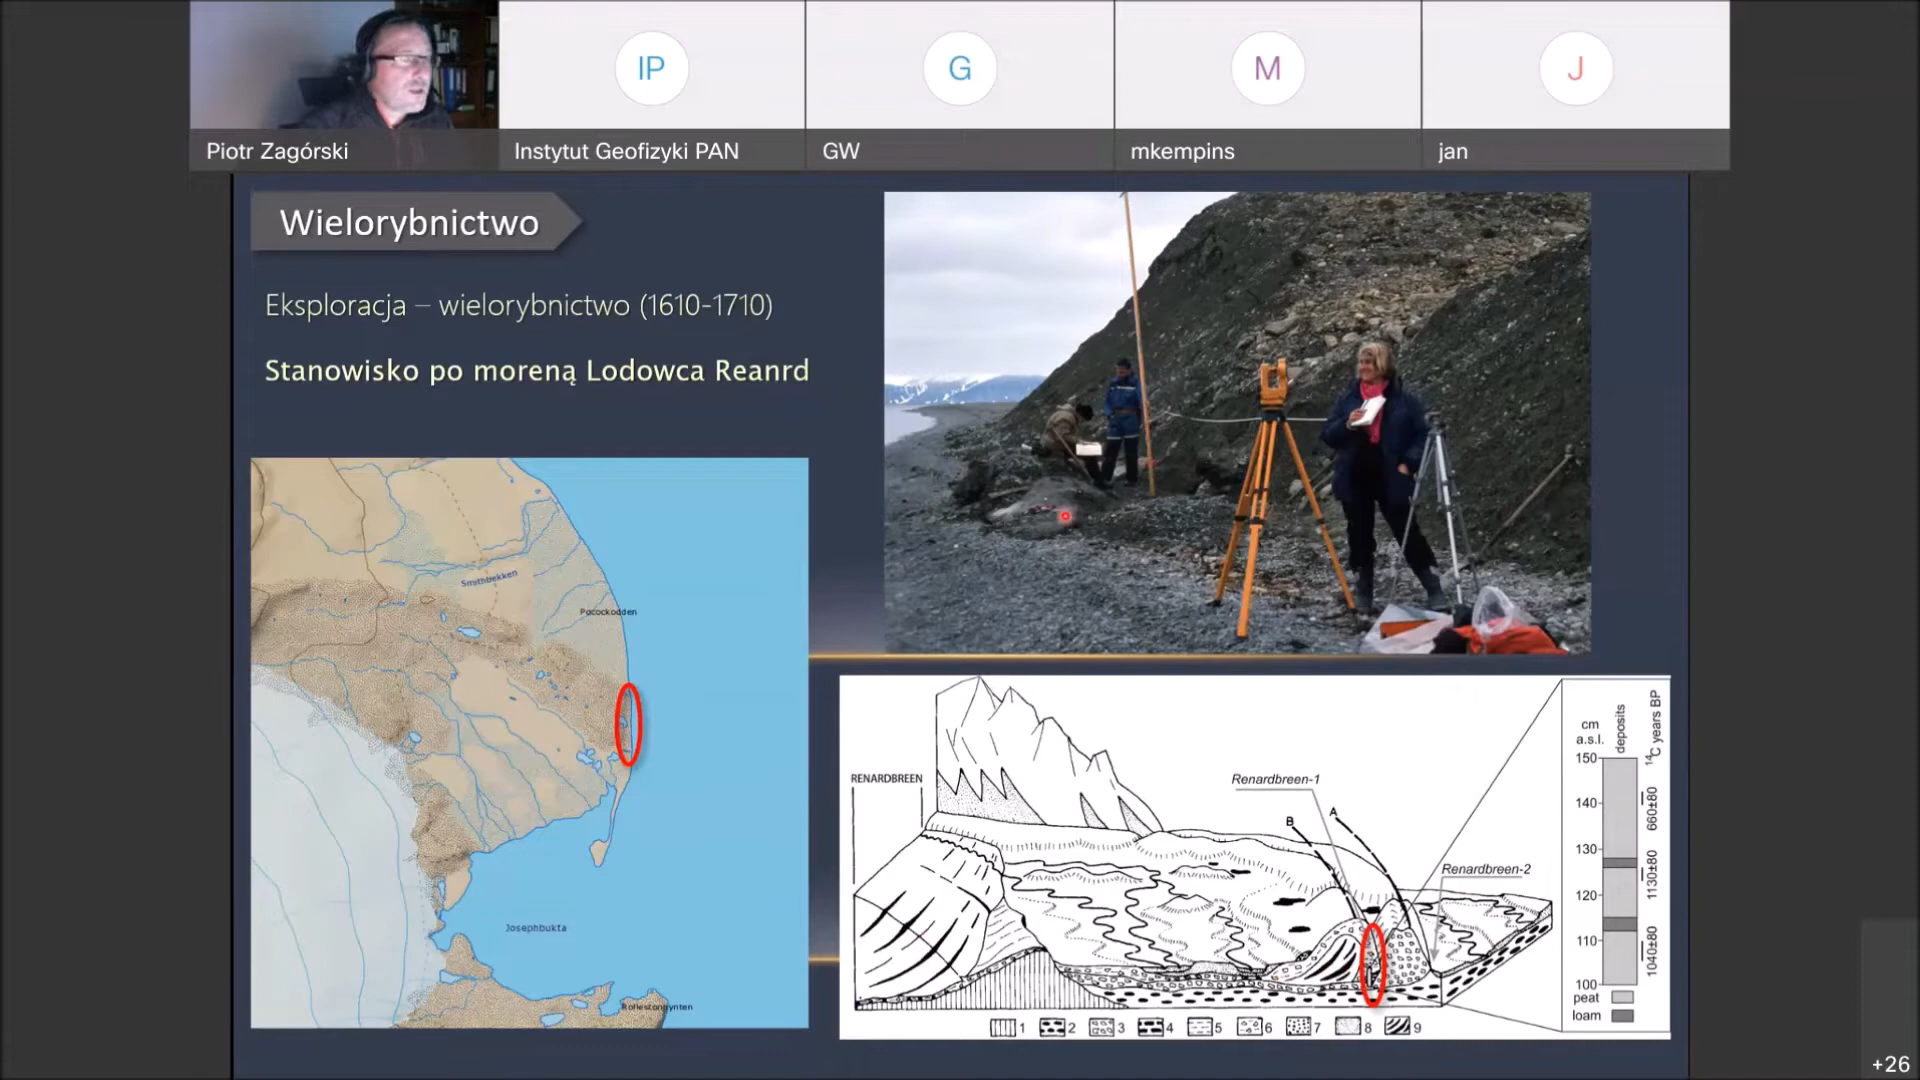 IP
G
M
J
Piotr Zagórski
Instytut Geofizyki PAN
GW
mkempins
jan
Wielorybnictwo
Eksploracja – wielorybnictwo (1610-1710)
Stanowisko po moreną Lodowca Reanrd
Smithbekken
Pocockodden
Josephbukta
Rollestongynten
RENARDBREEN
Renardbreen-1
B
A
Renardbreen-2
1 2 3 4 5 6 7 8 9
cm
a.s.l.
deposits
14C years BP
150
140
130
120
110
100
660±80
1130±80
1040±80
peat
loam
+26